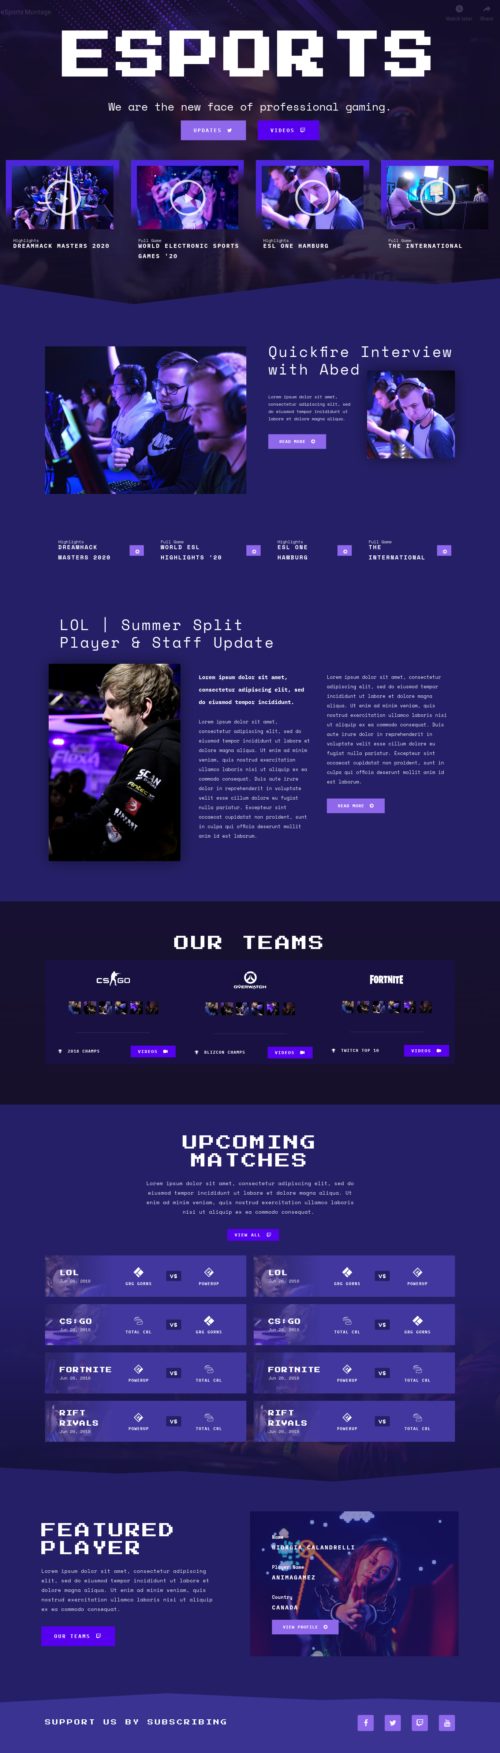 eSports Montage
Watch later
Share
ESPORTS
We are the new face of professional gaming.
UPDATES
VIDEOS
Highlights
DREAMHACK MASTERS 2020
Full Game
WORLD ELECTRONIC SPORTS
GAMES '20
Highlights
ESL ONE HAMBURG
Full Game
THE INTERNATIONAL
Quickfire Interview
with Abed
Lorem ipsum dolor sit amet,
consectetur adipiscing elit, sed
do eiusmod tempor incididunt ut
labore et dolore magna aliqua.
READ MORE
Highlights
DREAMHACK
MASTERS 2020
Full Game
WORLD ESL
HIGHLIGHTS '20
Highlights
ESL ONE
HAMBURG
Full Game
THE
INTERNATIONAL
LOL | Summer Split
Player & Staff Update
Lorem ipsum dolor sit amet,
consectetur adipiscing elit, sed
do eiusmod tempor incididunt.
Lorem ipsum dolor sit amet,
consectetur adipiscing elit, sed do
eiusmod tempor incididunt ut labore et
dolore magna aliqua. Ut enim ad minim
veniam, quis nostrud exercitation
ullamco laboris nisi ut aliquip ex ea
commodo consequat. Duis aute irure
dolor in reprehenderit in voluptate
velit esse cillum dolore eu fugiat
nulla pariatur. Excepteur sint
occaecat cupidatat non proident, sunt
in culpa qui officia deserunt mollit
anim id est laborum.
Lorem ipsum dolor sit amet,
consectetur adipiscing elit, sed do
eiusmod tempor incididunt ut labore
et dolore magna aliqua. Ut enim ad
minim veniam, quis
nostrud exercitation ullamco laboris nisi
ut aliquip ex ea commodo consequat. Duis
aute irure dolor in reprehenderit in
voluptate velit esse cillum dolore eu
fugiat nulla pariatur. Excepteur sint
occaecat cupidatat non proident, sunt in
culpa qui officia deserunt mollit anim id
est laborum.
READ MORE
SCAN
OUR TEAMS
CS GO
OVERWATCH
FORTNITE
2018 CHAMPS
VIDEOS
BLIZCON CHAMPS
VIDEOS
TWITCH TOP 10
VIDEOS
UPCOMING
MATCHES
Lorem ipsum dolor sit amet, consectetur adipiscing elit, sed do
eiusmod tempor incididunt ut labore et dolore magna aliqua. Ut
enim ad minim veniam, quis nostrud exercitation ullamco laboris
nisi ut aliquip ex ea commodo consequat.
VIEW ALL
LOL
Jun 20, 2018
GRG GORNS
VS
POWERUP
LOL
Jun 20, 2018
GRG GORNS
VS
POWERUP
CS:GO
Jun 20, 2018
TOTAL CRL
VS
GRG GORNS
CS:GO
Jun 20, 2018
TOTAL CRL
VS
GRG GORNS
FORTNITE
Jun 20, 2018
POWERUP
VS
TOTAL CRL
FORTNITE
Jun 20, 2018
POWERUP
VS
TOTAL CRL
RIFT
RIVALS
Jun 20, 2018
POWERUP
VS
TOTAL CRL
RIFT
RIVALS
Jun 20, 2018
POWERUP
VS
TOTAL CRL
FEATURED
PLAYER
Lorem ipsum dolor sit amet, consectetur adipiscing
elit, sed do eiusmod tempor incididunt ut labore et
dolore magna aliqua. Ut enim ad minim veniam, quis
nostrud exercitation ullamco laboris nisi ut aliquip
ex ea commodo consequat.
OUR TEAMS
Name
GIORGIA CALANDRELLI
Player Name
ANIMAGAMEZ
Country
CANADA
VIEW PROFILE
SUPPORT US BY SUBSCRIBING